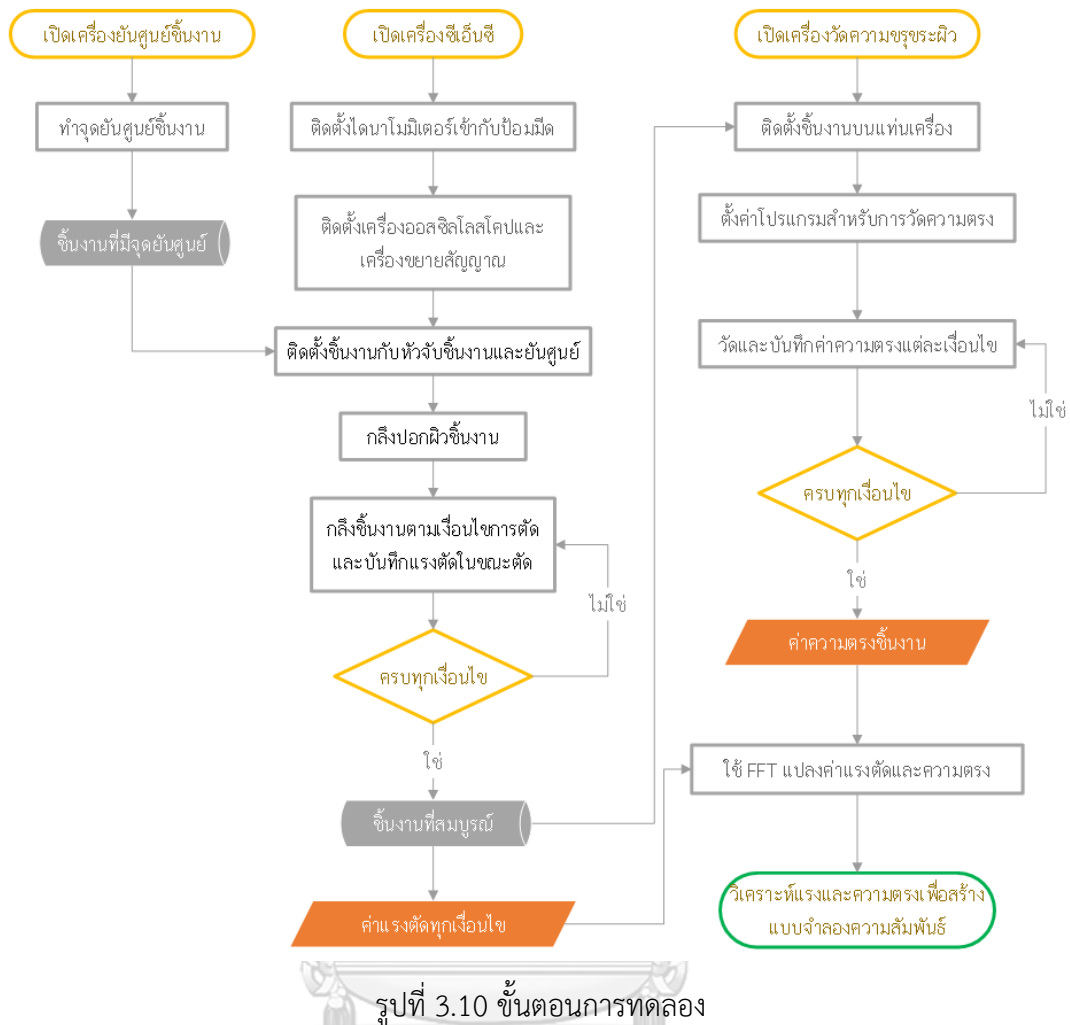 เปิดเครื่องยันศูนย์ชิ้นงาน
ทำจุดยันศูนย์ชิ้นงาน
ชิ้นงานที่มีจุดยันศูนย์
เปิดเครื่องซีเอ็นซี
ติดตั้งไดนาโมมิเตอร์เข้ากับป้อมมีด
ติดตั้งเครื่องออสซิลโลสโคปและ
เครื่องขยายสัญญาณ
ติดตั้งชิ้นงานกับหัวจับชิ้นงานและยันศูนย์
กลึงปอกผิวชิ้นงาน
กลึงชิ้นงานตามเงื่อนไขการตัด
และบันทึกแรงตัดในขณะตัด
ไม่ใช่
ครบทุกเงื่อนไข
ใช่
ชิ้นงานที่สมบูรณ์
ค่าแรงตัดทุกเงื่อนไข
เปิดเครื่องวัดความขรุขระผิว
ติดตั้งชิ้นงานบนแท่นเครื่อง
ตั้งค่าโปรแกรมสำหรับการวัดความตรง
วัดและบันทึกค่าความตรงแต่ละเงื่อนไข
ไม่ใช่
ครบทุกเงื่อนไข
ใช่
ค่าความตรงชิ้นงาน
ใช้ FFT แปลงค่าแรงตัดและความตรง
วิเคราะห์แรงและความตรงเพื่อสร้าง
แบบจำลองความสัมพันธ์
รูปที่ 3.10 ขั้นตอนการทดลอง